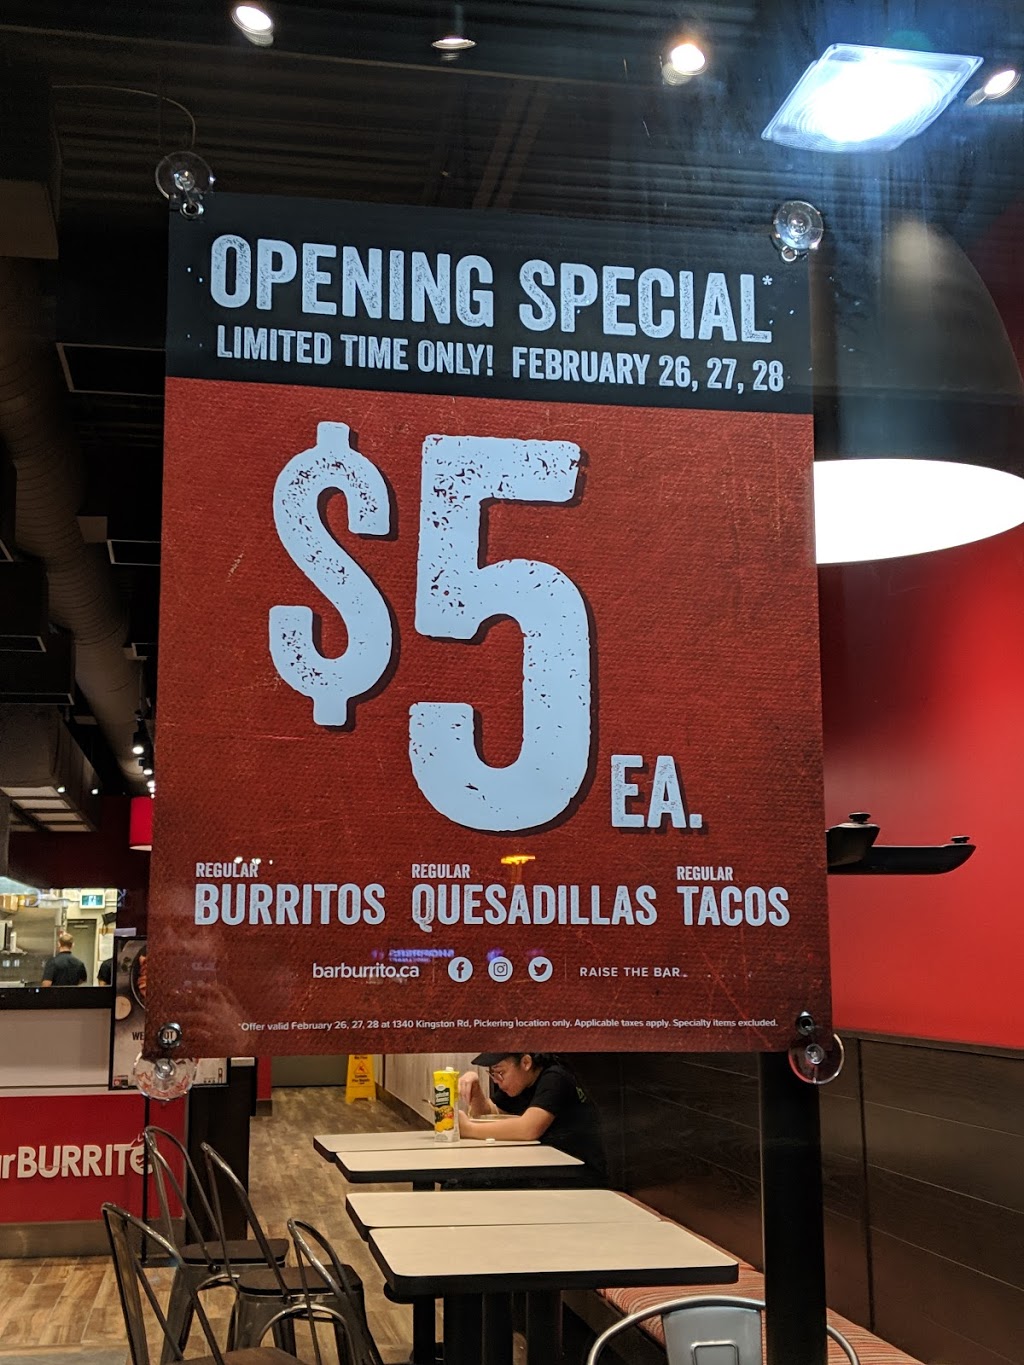 OPENING SPECIAL*
LIMITED TIME ONLY! FEBRUARY 26, 27, 28
$5 EA.
REGULAR BURRITOS
REGULAR QUESADILLAS
REGULAR TACOS
barburrito.ca
RAISE THE BAR
*Offer valid February 26, 27, 28 at 1340 Kingston Rd, Pickering location only. Applicable taxes apply. Specialty items excluded.
arBURRITO